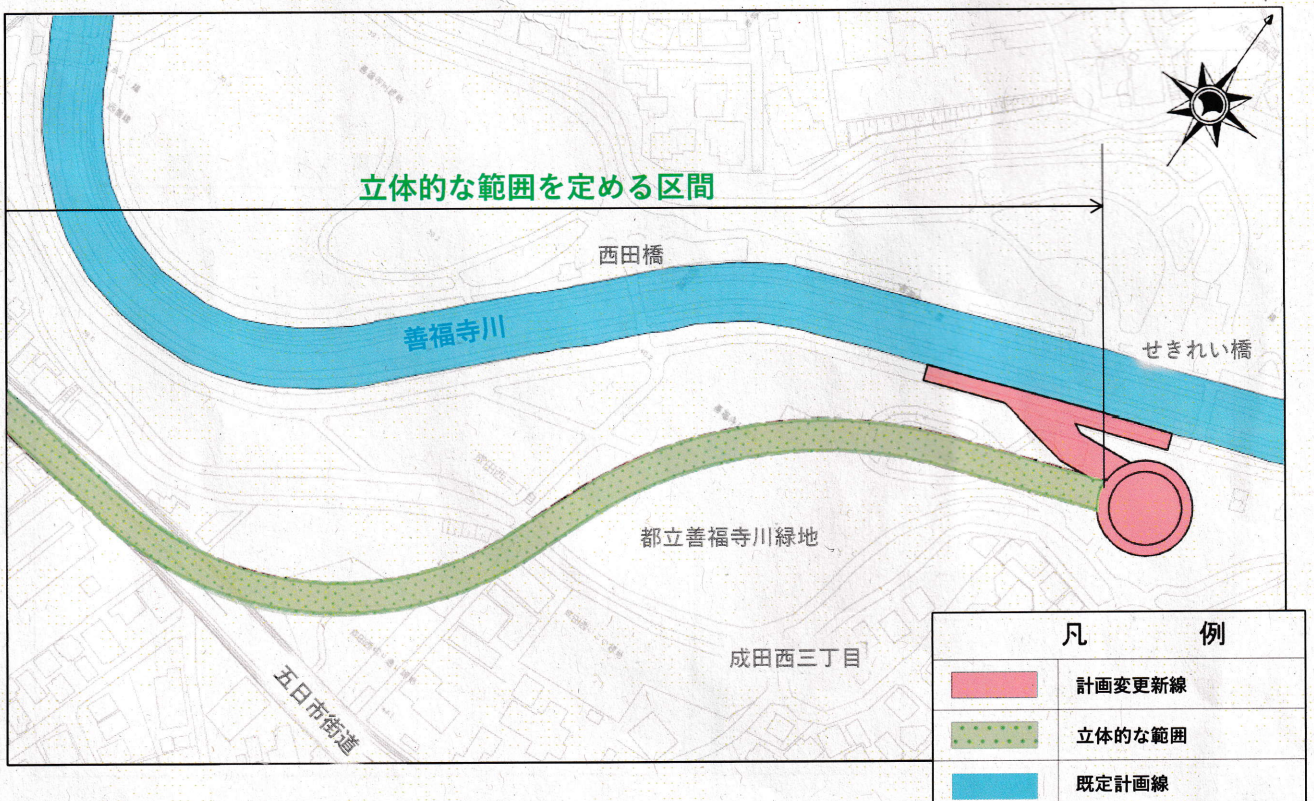 立体的な範囲を定める区間
西田橋
善福寺川
せきれい橋
都立善福寺川緑地
成田西三丁目
五日市街道
凡 例
計画変更新線
立体的な範囲
既定計画線